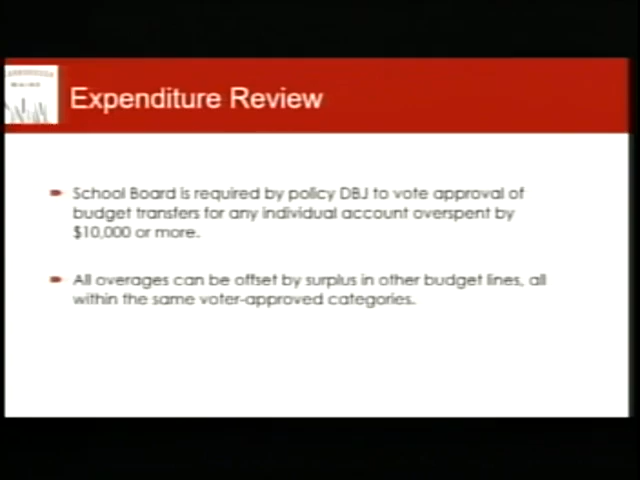 Expenditure Review
School Board is required by policy DBJ to vote approval of
budget transfers for any individual account overspent by
$10,000 or more.
All overages can be offset by surplus in other budget lines, all
within the same voter-approved categories.